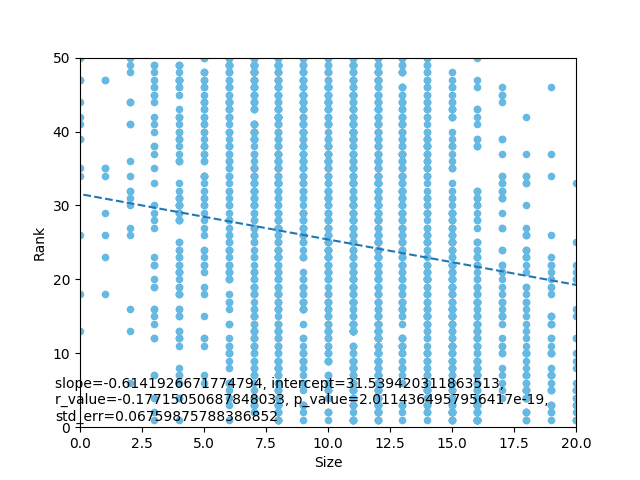 50
40
30
20
10
0
Rank
slope=-0.6141926671774794, intercept=31.539420311863513,
r_value=-0.17715050687848033, p_value=2.0114364957956417e-19,
std_err=0.06759875788386852
0.0 2.5 5.0 7.5 10.0 12.5 15.0 17.5 20.0
Size